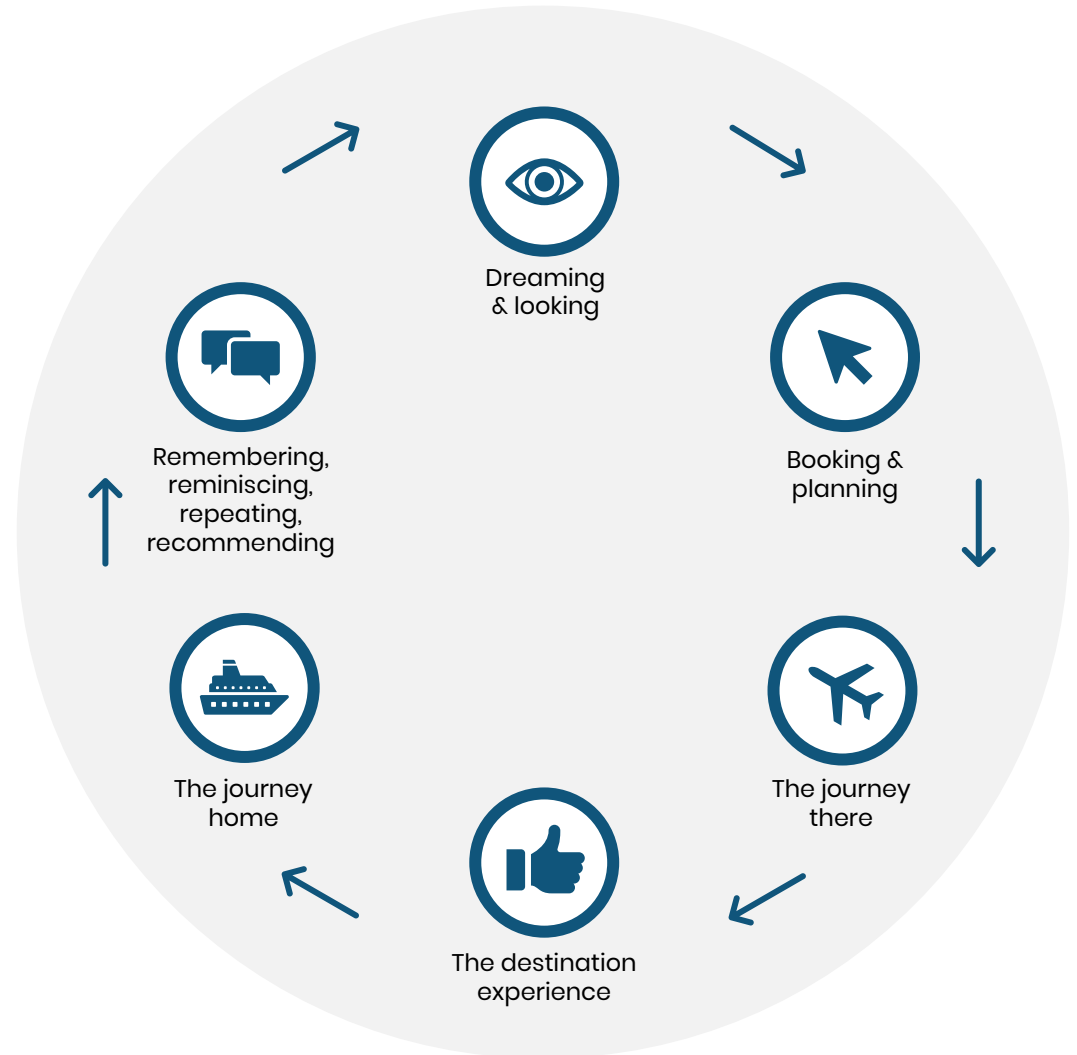 Dreaming
& looking
Booking &
planning
The journey
there
The destination
experience
The journey
home
Remembering,
reminiscing,
repeating,
recommending